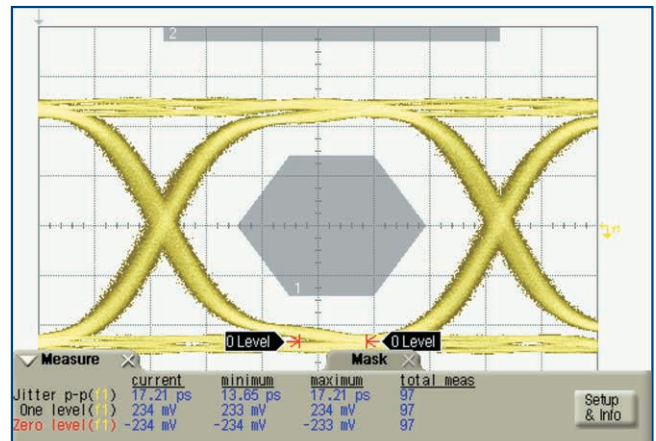 2
1
f1
0 Level 0 Level
Measure Mask
current minimum maximum total meas
Jitter p-p(f1) 17.21 ps 13.65 ps 17.21 ps 97
One level(f1) 234 mV 233 mV 234 mV 97
Zero level(f1) -234 mV -234 mV -233 mV 97
Setup
& Info